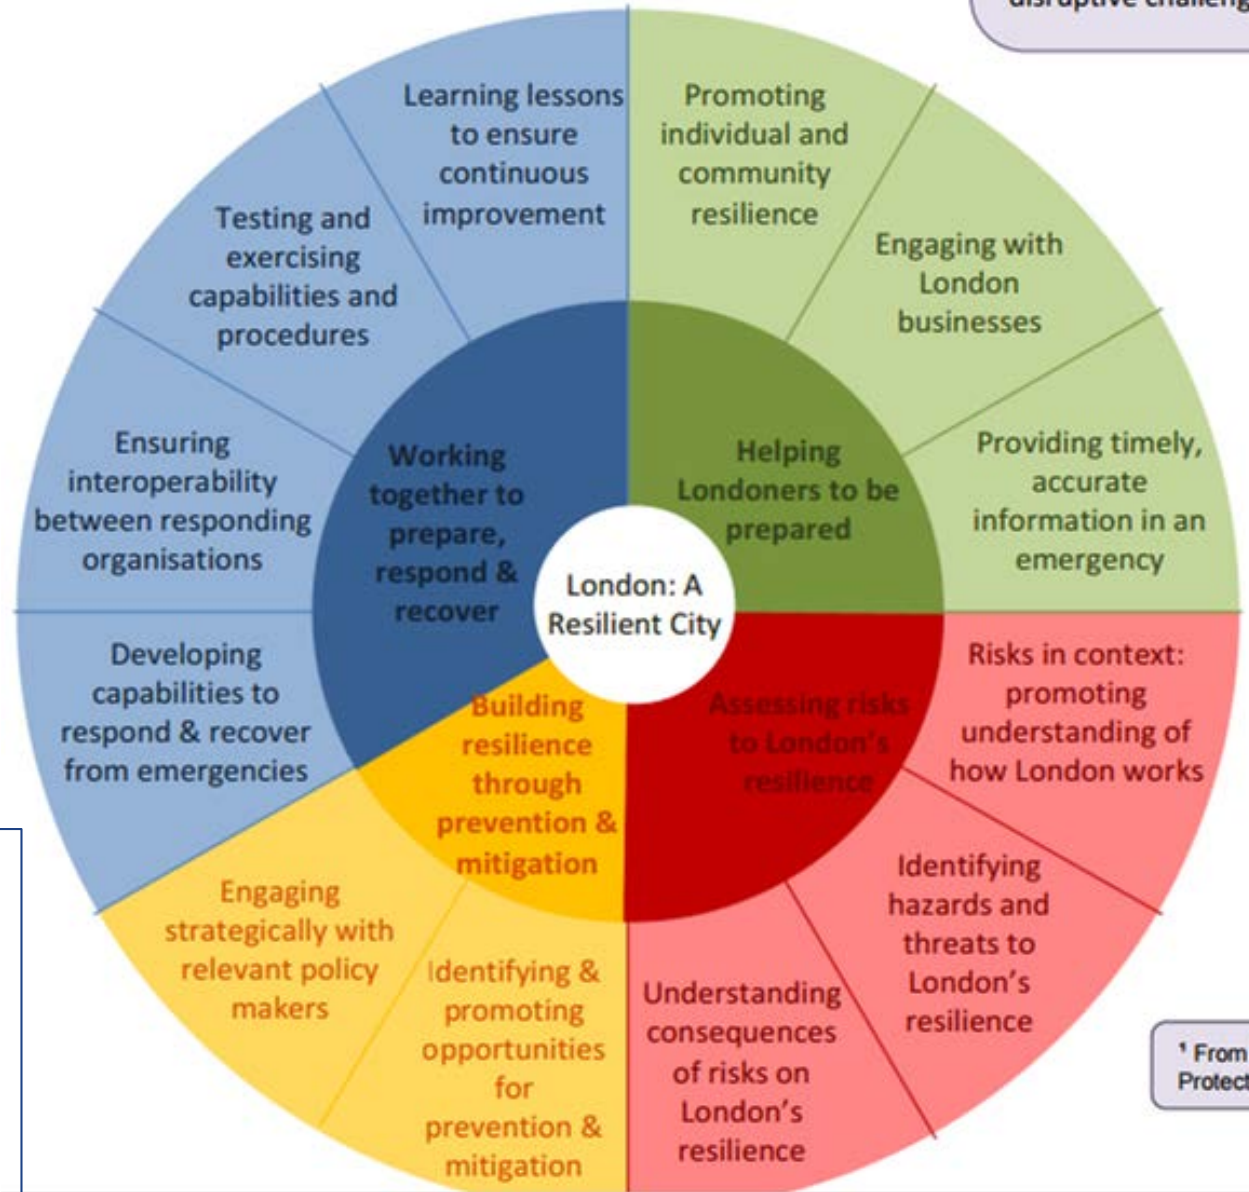 Learning lessons
to ensure
continuous
improvement
Promoting
individual and
community
resilience
Engaging with
London
businesses
Providing timely,
accurate
information in an
emergency
Risks in context:
promoting
understanding of
how London works
Identifying
hazards and
threats to
London's
resilience
Understanding
consequences
of risks on
London's
resilience
Identifying &
promoting
opportunities
for
prevention &
mitigation
Engaging
strategically with
relevant policy
makers
Developing
capabilities to
respond & recover
from emergencies
Ensuring
interoperability
between responding
organisations
Testing and
exercising
capabilities and
procedures
Working
together to
prepare,
respond &
recover
Helping
Londoners to be
prepared
Assessing risks
to London's
resilience
Building
resilience
through
prevention &
mitigation
London: A
Resilient City
¹ From
Protect